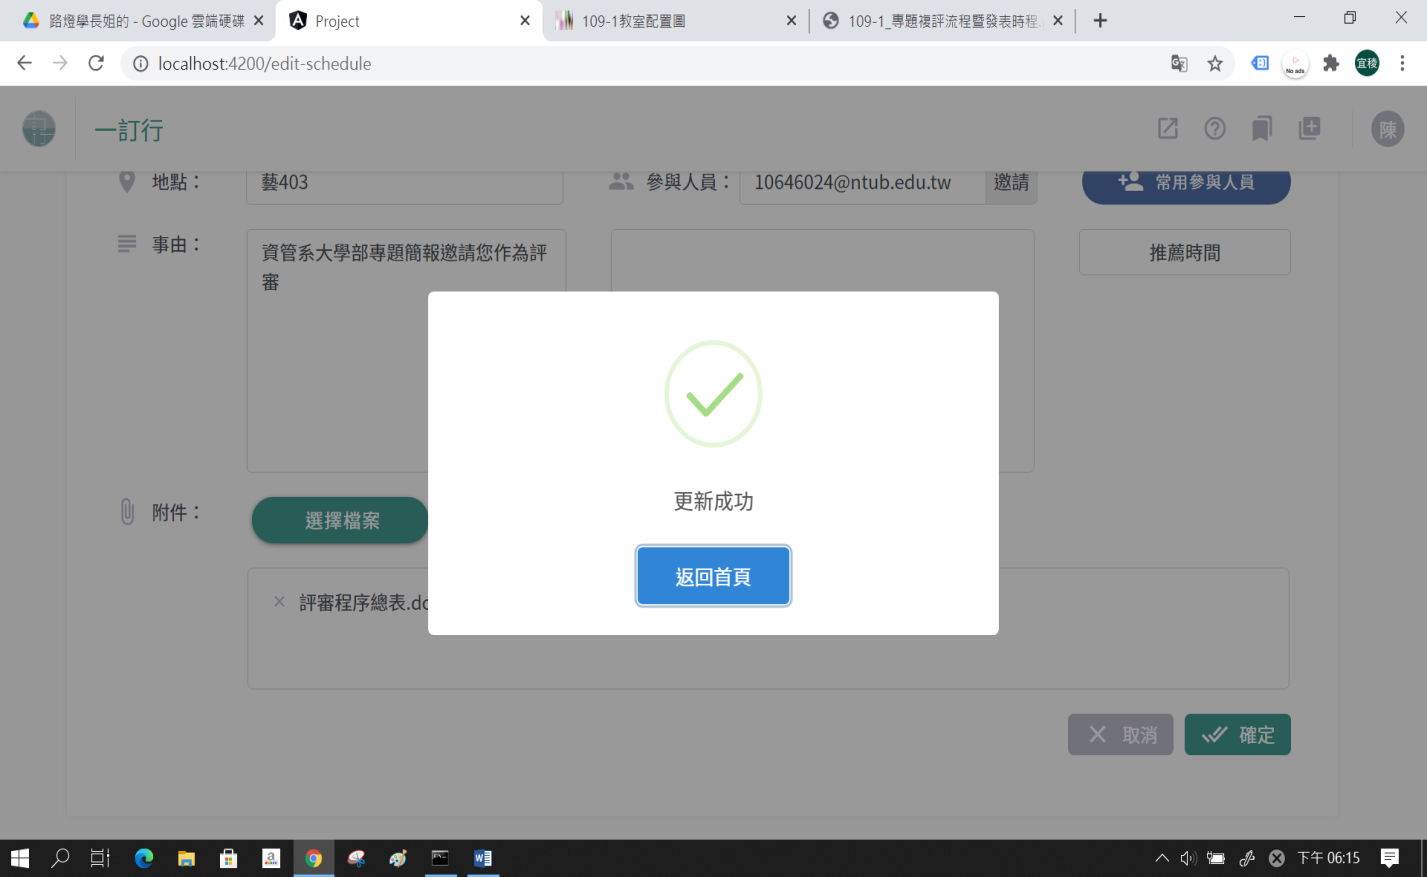 路燈學長姐的 - Google 雲端硬碟
Project
109-1教室配置圖
109-1_專題複評流程暨發表時程.
localhost:4200/edit-schedule
No ads
宜稜
一訂行
陳
地點：
藝403
參與人員：
10646024@ntub.edu.tw
邀請
常用參與人員
事由：
資管系大學部專題簡報邀請您作為評
審
推薦時間
更新成功
返回首頁
附件：
選擇檔案
評審程序總表.do
取消
確定
下午 06:15